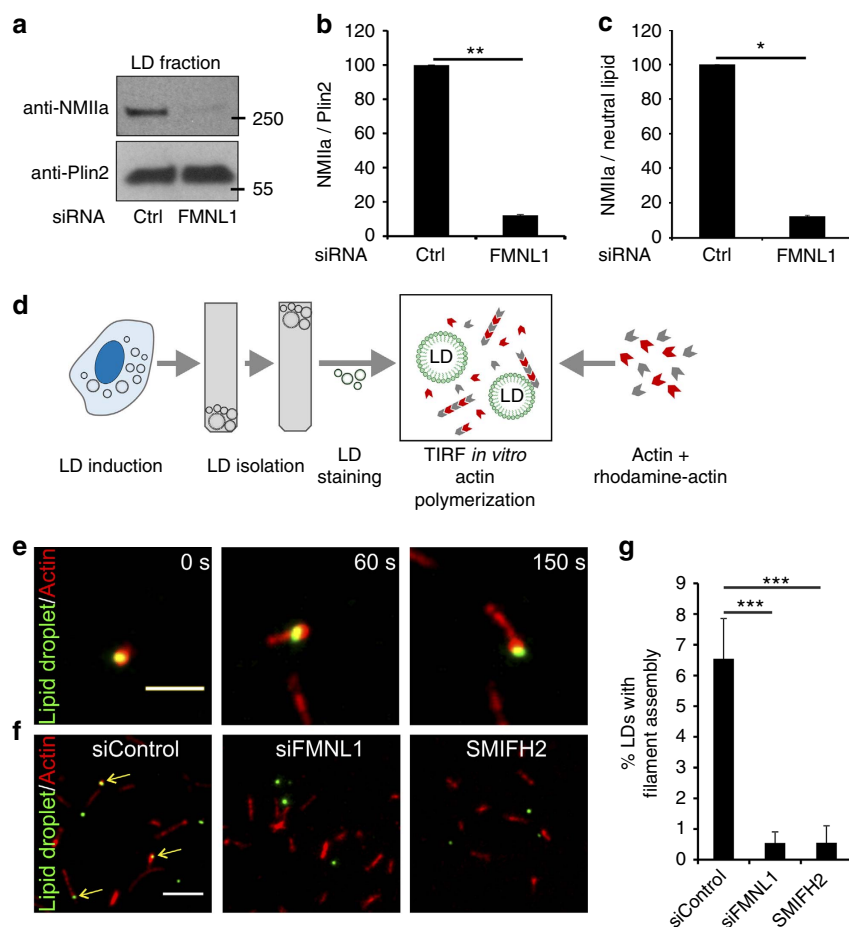 a
LD fraction
anti-NMIIa
250
anti-Plin2
55
siRNA Ctrl FMNL1
b
NMIIa / Plin2
100
80
60
40
20
0
**
siRNA Ctrl FMNL1
c
NMIIa / neutral lipid
100
80
60
40
20
0
*
siRNA Ctrl FMNL1
d
LD
LD
LD induction
LD isolation
LD
staining
TIRF in vitro
actin
polymerization
Actin +
rhodamine-actin
e
Lipid droplet/Actin
0 s
60 s
150 s
f
Lipid droplet/Actin
siControl
siFMNL1
SMIFH2
g
% LDs with
filament assembly
9
8
7
6
5
4
3
2
1
0
***
***
siControl
siFMNL1
SMIFH2